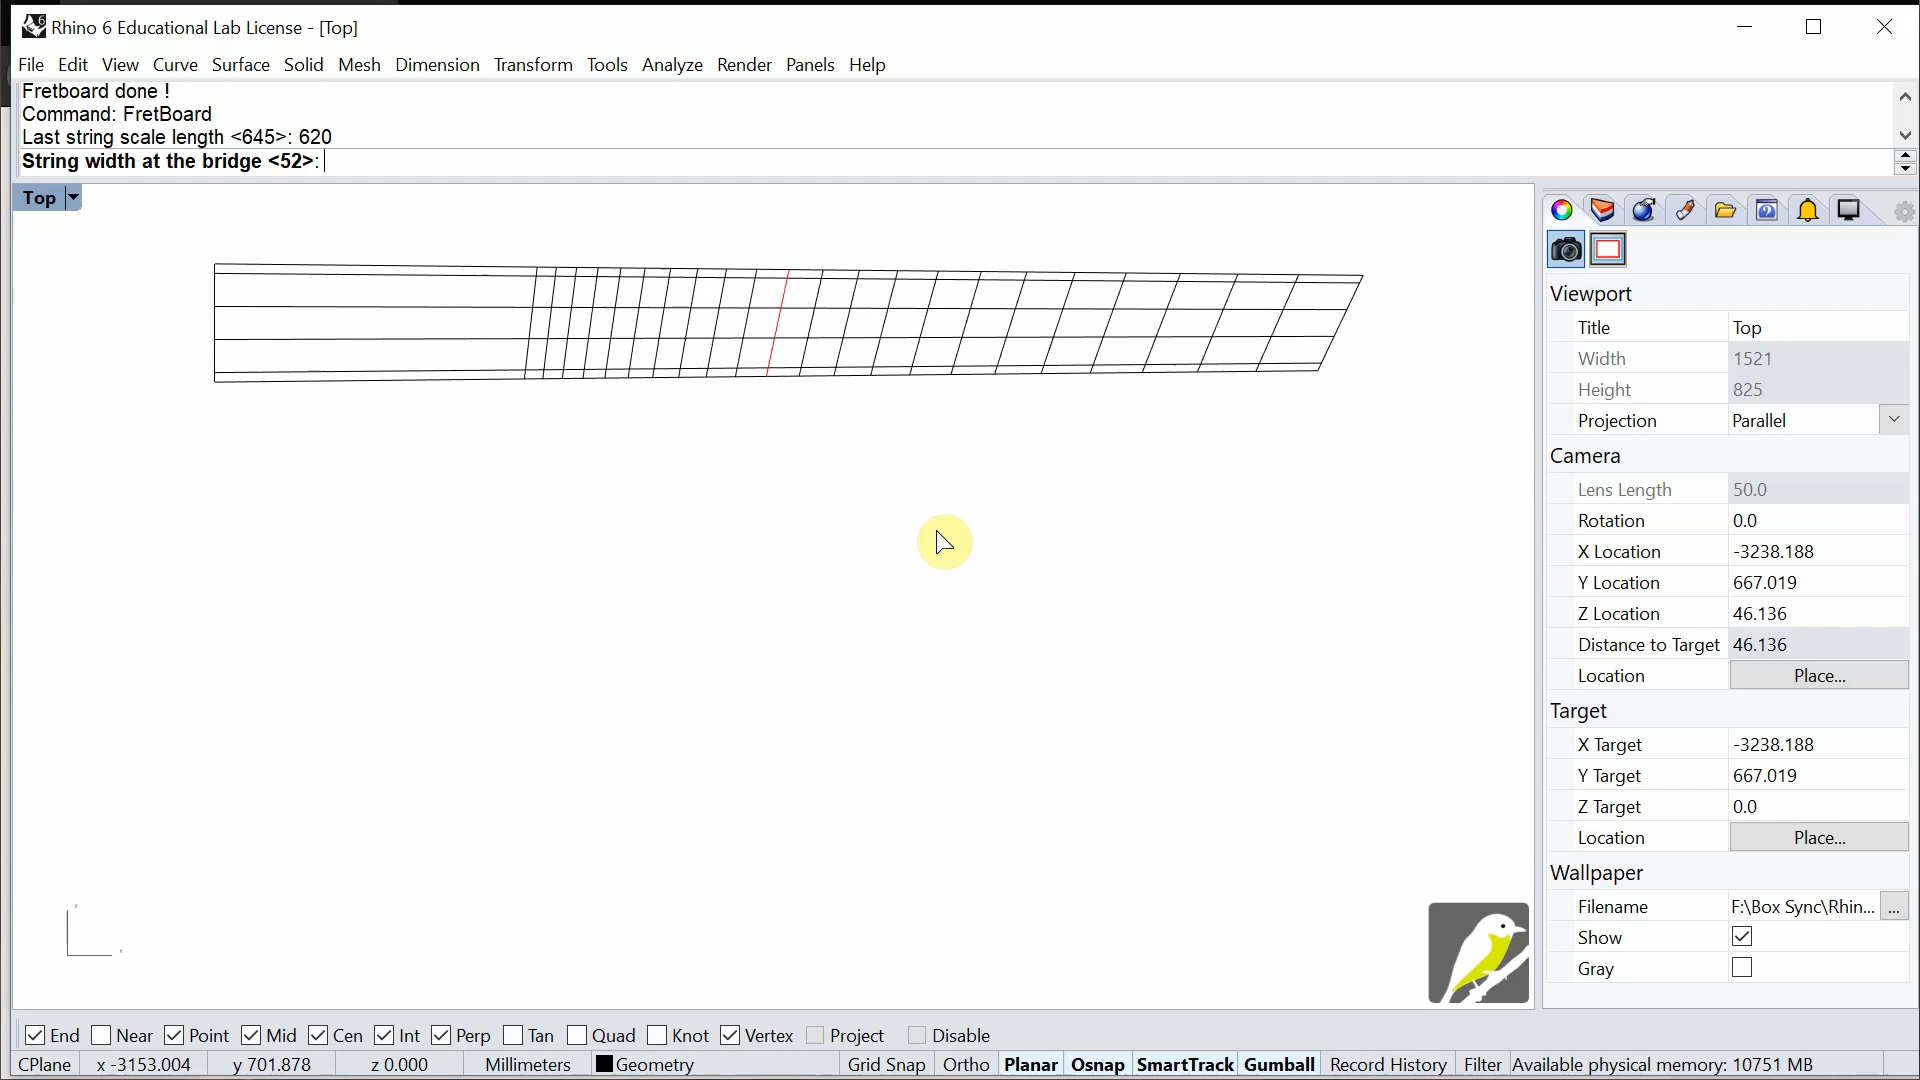 Rhino 6 Educational Lab License - [Top]
File Edit View Curve Surface Solid Mesh Dimension Transform Tools Analyze Render Panels Help
Fretboard done !
Command: FretBoard
Last string scale length <645>: 620
String width at the bridge <52>:
Top
Viewport
Title Top
Width 1521
Height 825
Projection Parallel
Camera
Lens Length 50.0
Rotation 0.0
X Location -3238.188
Y Location 667.019
Z Location 46.136
Distance to Target 46.136
Location Place...
Target
X Target -3238.188
Y Target 667.019
Z Target 0.0
Location Place...
Wallpaper
Filename F:\Box Sync\Rhin... ...
Show
Gray
End Near Point Mid Cen Int Perp Tan Quad Knot Vertex Project Disable
CPlane x -3153.004 y 701.878 z 0.000 Millimeters Geometry Grid Snap Ortho Planar Osnap SmartTrack Gumball Record History Filter Available physical memory: 10751 MB